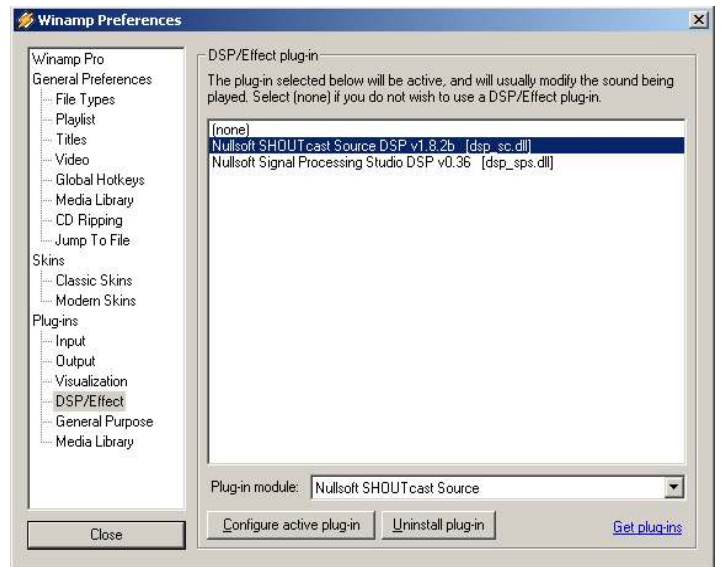 Winamp Preferences
Winamp Pro
General Preferences
File Types
Playlist
Titles
Video
Global Hotkeys
Media Library
CD Ripping
Jump To File
Skins
Classic Skins
Modern Skins
Plug-ins
Input
Output
Visualization
DSP/Effect
General Purpose
Media Library
Close
DSP/Effect plug-in
The plug-in selected below will be active, and will usually modify the sound being
played. Select (none) if you do not wish to use a DSP/Effect plug-in.
(none)
Nullsoft SHOUTcast Source DSP v1.8.2b [dsp_sc.dll]
Nullsoft Signal Processing Studio DSP v0.36 [dsp_sps.dll]
Plug-in module: Nullsoft SHOUTcast Source
Configure active plug-in Uninstall plug-in Get plug-ins